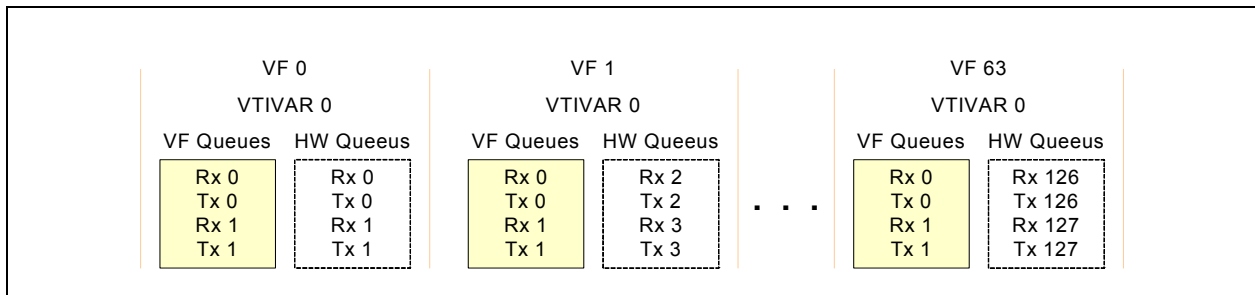 VF 0
VF 1
VF 63
VTIVAR 0
VTIVAR 0
VTIVAR 0
VF Queues HW Queeus
VF Queues HW Queeus
VF Queues HW Queeus
Rx 0
Tx 0
Rx 1
Tx 1
Rx 0
Tx 0
Rx 1
Tx 1
Rx 0
Tx 0
Rx 1
Tx 1
Rx 2
Tx 2
Rx 3
Tx 3
. . .
Rx 0
Tx 0
Rx 1
Tx 1
Rx 126
Tx 126
Rx 127
Tx 127